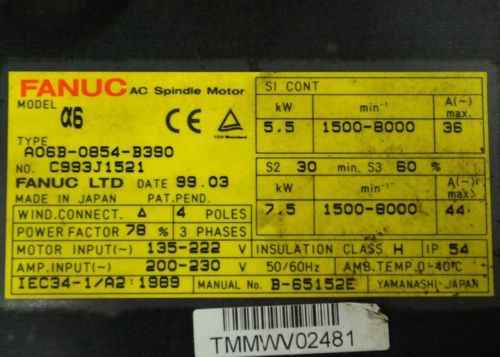 FANUC AC Spindle Motor
MODEL α6
CE TÜV Rheinland
TYPE A06B-0854-B390
NO. C993J1521
FANUC LTD DATE 99.03
MADE IN JAPAN PAT.PEND.
WIND.CONNECT. Δ 4 POLES
POWER FACTOR 78 % 3 PHASES
SI CONT
kW min⁻¹ A(~) max.
5.5 1500-8000 36
S2 30 min, S3 60 %
kW min⁻¹ A(~) max.
7.5 1500-8000 44
MOTOR INPUT(~) 135-222 V INSULATION CLASS H IP 54
AMP.INPUT(~) 200-230 V 50/60Hz AMB.TEMP.0-40℃
IEC34-1/A2:1989 MANUAL No. B-65152E YAMANASHI-JAPAN
TMMWV02481